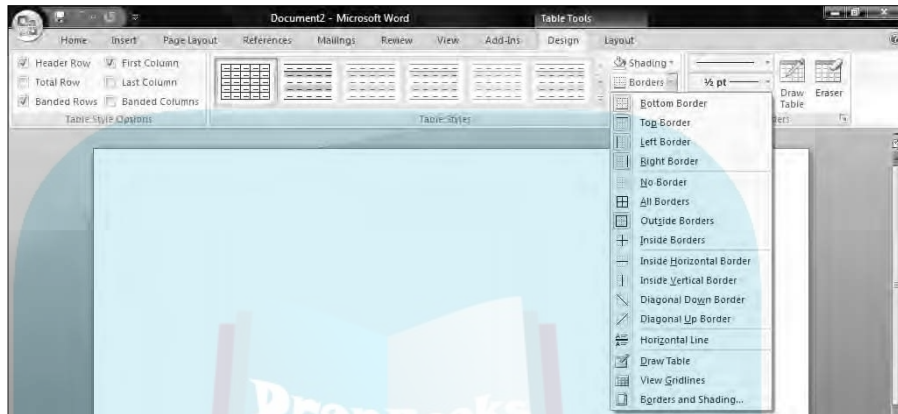 Document2 - Microsoft Word Table Tools
Home Insert Page Layout References Mailings Review View Add-Ins Design Layout
Header Row First Column Shading
Total Row Last Column Borders ½ pt
Banded Rows Banded Columns Draw Table Eraser
Table Style Options Table Styles
Bottom Border
Top Border
Left Border
Right Border
No Border
All Borders
Outside Borders
Inside Borders
Inside Horizontal Border
Inside Vertical Border
Diagonal Down Border
Diagonal Up Border
Horizontal Line
Draw Table
View Gridlines
Borders and Shading...